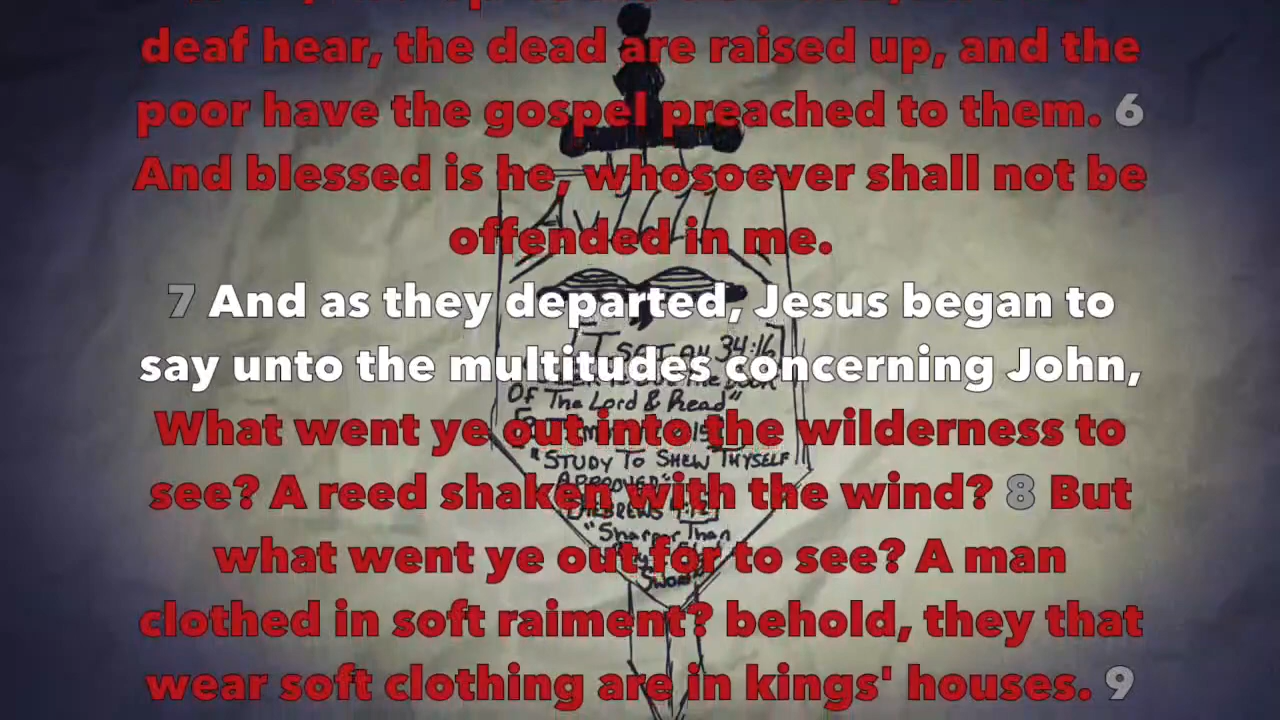 deaf hear, the dead are raised up, and the
poor have the gospel preached to them. 6
And blessed is he, whosoever shall not be
offended in me.
7 And as they departed, Jesus began to
say unto the multitudes concerning John,
What went ye out into the wilderness to
see? A reed shaken with the wind? 8 But
what went ye out for to see? A man
clothed in soft raiment? behold, they that
wear soft clothing are in kings' houses. 9
AV 1611
ISAIAH 34:16
Of The Lord & Read"
"STUDY TO SHEW THYSELF
APPROVED"
HEBREWS 4:12
"Sharper Than
Sword